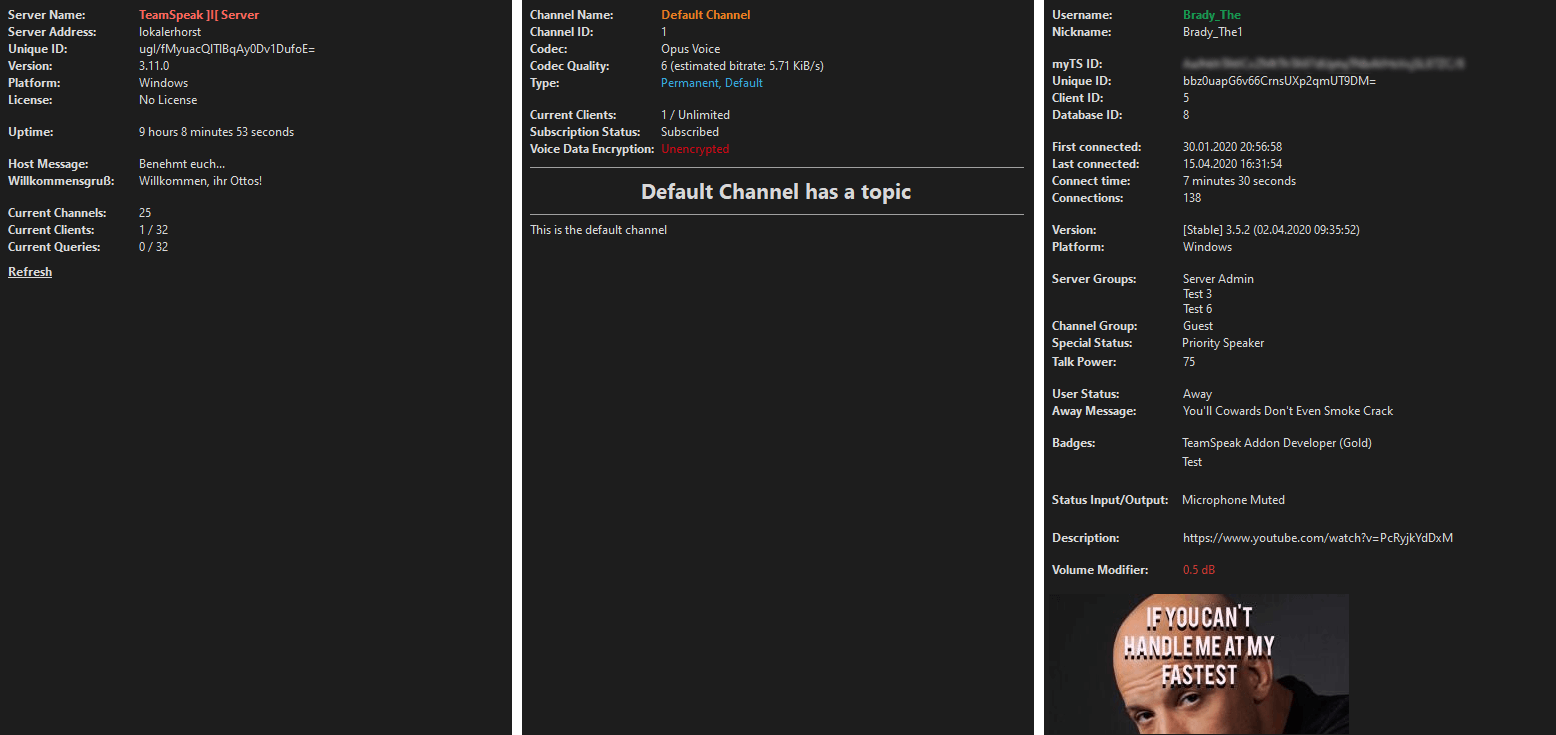 Server Name: TeamSpeak ]I[ Server
Server Address: lokalerhorst
Unique ID: ugl/fMyuacQITlBqAy0Dv1DufoE=
Version: 3.11.0
Platform: Windows
License: No License
Uptime: 9 hours 8 minutes 53 seconds
Host Message: Benehmt euch...
Willkommensgruß: Willkommen, ihr Ottos!
Current Channels: 25
Current Clients: 1 / 32
Current Queries: 0 / 32
Refresh
Channel Name: Default Channel
Channel ID: 1
Codec: Opus Voice
Codec Quality: 6 (estimated bitrate: 5.71 KiB/s)
Type: Permanent, Default
Current Clients: 1 / Unlimited
Subscription Status: Subscribed
Voice Data Encryption: Unencrypted
Default Channel has a topic
This is the default channel
Username: Brady_The
Nickname: Brady_The1
myTS ID:
Unique ID: bbz0uapG6v66CrnsUXp2qmUT9DM=
Client ID: 5
Database ID: 8
First connected: 30.01.2020 20:56:58
Last connected: 15.04.2020 16:31:54
Connect time: 7 minutes 30 seconds
Connections: 138
Version: [Stable] 3.5.2 (02.04.2020 09:35:52)
Platform: Windows
Server Groups: Server Admin
Test 3
Test 6
Channel Group: Guest
Special Status: Priority Speaker
Talk Power: 75
User Status: Away
Away Message: You'll Cowards Don't Even Smoke Crack
Badges: TeamSpeak Addon Developer (Gold)
Test
Status Input/Output: Microphone Muted
Description: https://www.youtube.com/watch?v=PcRyjkYdDxM
Volume Modifier: 0.5 dB
IF YOU CAN'T
HANDLE ME AT MY
FASTEST